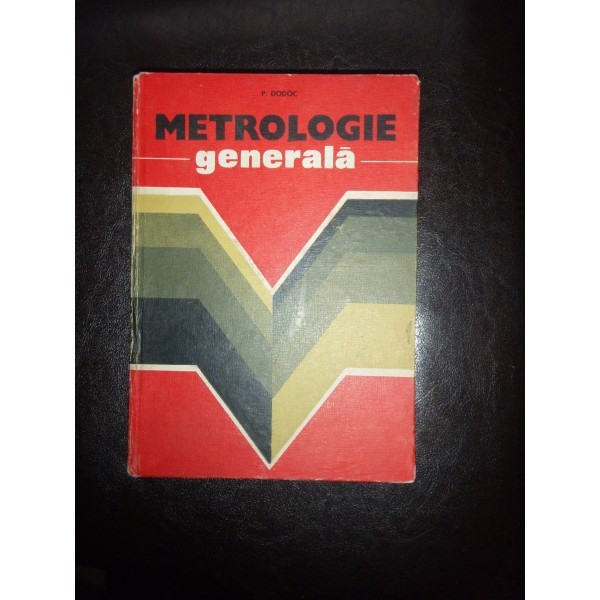 P. DODOC
METROLOGIE
generală